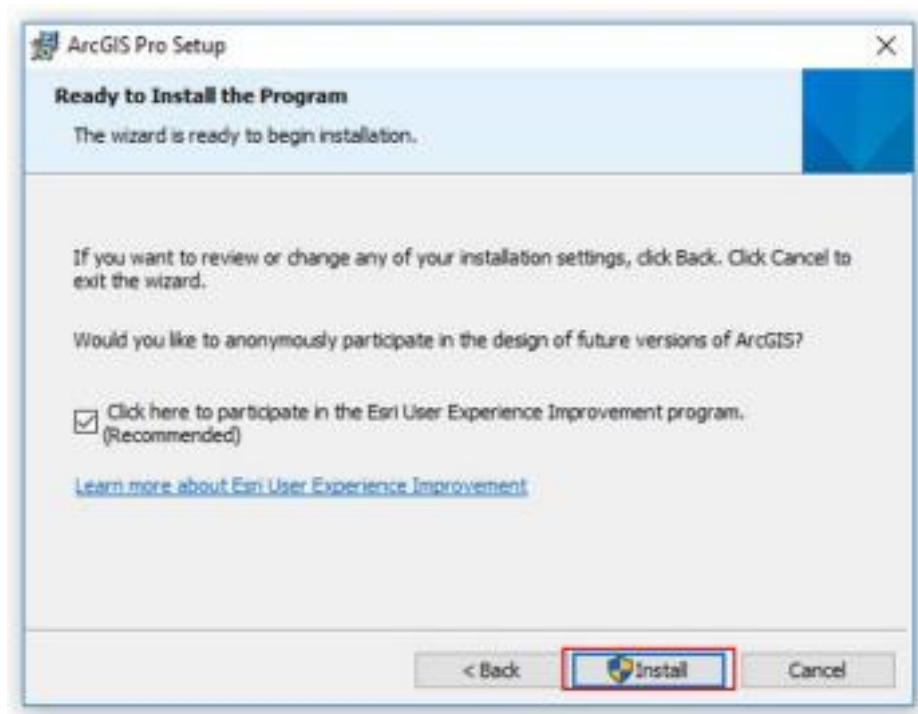 ArcGIS Pro Setup
Ready to Install the Program
The wizard is ready to begin installation.
If you want to review or change any of your installation settings, click Back. Click Cancel to
exit the wizard.
Would you like to anonymously participate in the design of future versions of ArcGIS?
Click here to participate in the Esri User Experience Improvement program.
(Recommended)
Learn more about Esri User Experience Improvement
< Back
Install
Cancel